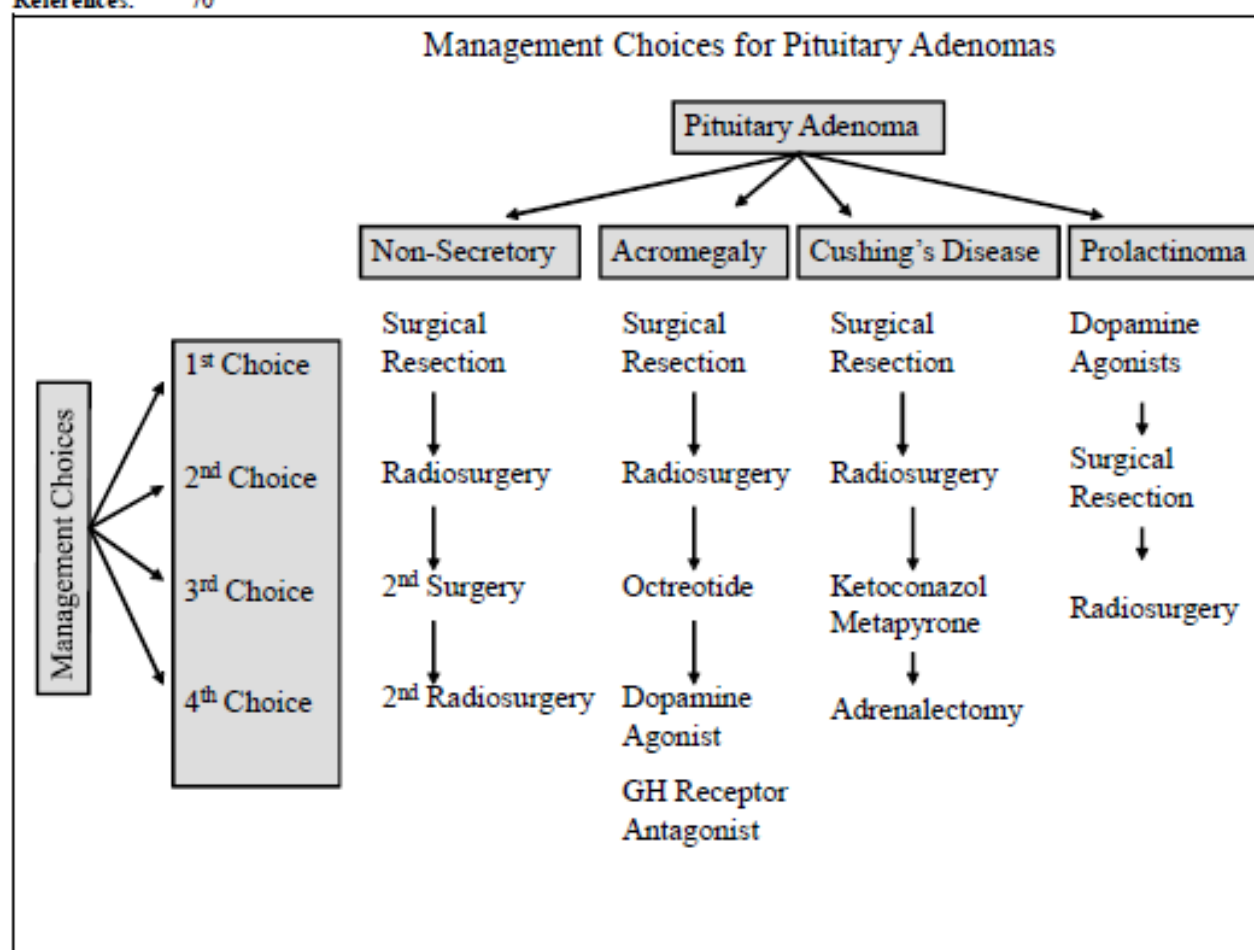 References: 70
Management Choices for Pituitary Adenomas
Pituitary Adenoma
Non-Secretory
Acromegaly
Cushing's Disease
Prolactinoma
Management Choices
1st Choice
2nd Choice
3rd Choice
4th Choice
Surgical
Resection
Radiosurgery
2nd Surgery
2nd Radiosurgery
Surgical
Resection
Radiosurgery
Octreotide
Dopamine
Agonist
GH Receptor
Antagonist
Surgical
Resection
Radiosurgery
Ketoconazol
Metapyrone
Adrenalectomy
Dopamine
Agonists
Surgical
Resection
Radiosurgery